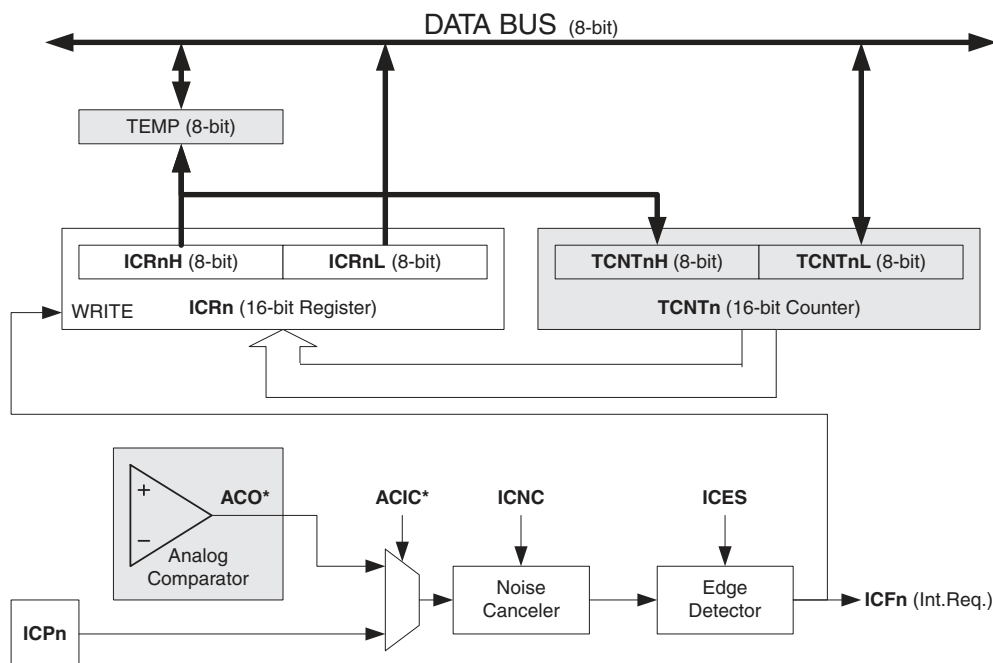 DATA BUS (8-bit)
TEMP (8-bit)
ICRnH (8-bit)
ICRnL (8-bit)
TCNTnH (8-bit)
TCNTnL (8-bit)
WRITE
ICRn (16-bit Register)
TCNTn (16-bit Counter)
+
ACO*
ACIC*
ICNC
ICES
−
Analog
Comparator
Noise
Canceler
Edge
Detector
ICFn (Int.Req.)
ICPn